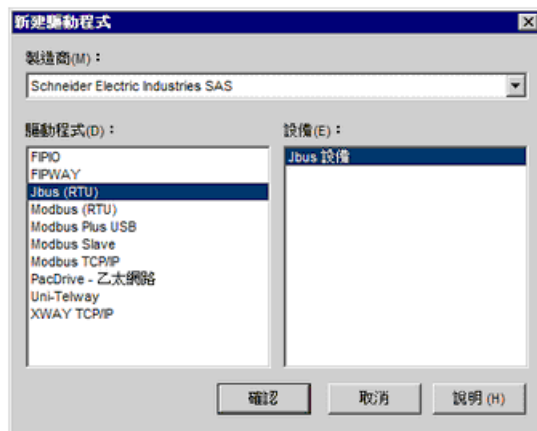 新建驅動程式
製造商(M)：
Schneider Electric Industries SAS
驅動程式(D)：
FIPIO
FIPWAY
Jbus (RTU)
Modbus (RTU)
Modbus Plus USB
Modbus Slave
Modbus TCP/IP
PacDrive - 乙太網路
Uni-Telway
XWAY TCP/IP
設備(E)：
Jbus 設備
確認
取消
說明 (H)